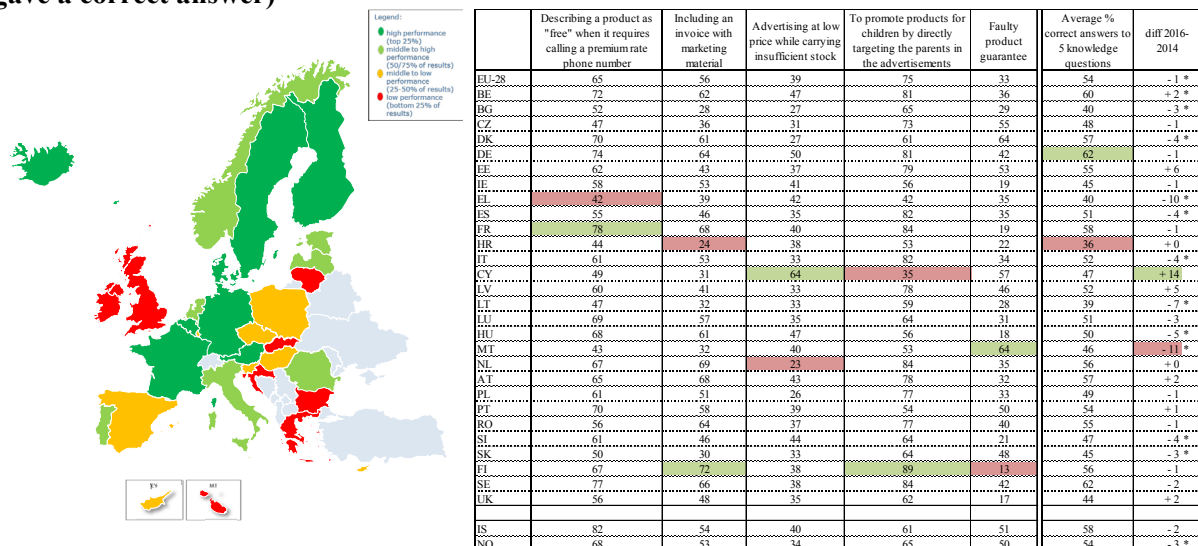 gave a correct answer)
Legend:
high performance
(top 25%)
middle to high
performance
(50/75% of results)
middle to low
performance
(25-50% of results)
low performance
(bottom 25% of
results)
CY
MT
Describing a product as "free" when it requires calling a premium rate phone number
Including an invoice with marketing material
Advertising at low price while carrying insufficient stock
To promote products for children by directly targeting the parents in the advertisements
Faulty product guarantee
Average % correct answers to 5 knowledge questions
diff 2016-2014
EU-28 65 56 39 75 33 54 - 1 *
BE 72 62 47 81 36 60 + 2 *
BG 52 28 27 65 29 40 - 3 *
CZ 47 36 31 73 55 48 - 1
DK 70 61 27 61 64 57 - 4 *
DE 74 64 50 81 42 62 - 1
EE 62 43 37 79 53 55 + 6
IE 58 53 41 56 19 45 - 1
EL 42 39 42 42 35 40 - 10 *
ES 55 46 35 82 35 51 - 4 *
FR 78 68 40 84 19 58 - 1
HR 44 24 38 53 22 36 + 0
IT 61 53 33 82 34 52 - 4 *
CY 49 31 64 35 57 47 + 14
LV 60 41 33 78 46 52 + 5
LT 47 32 33 59 28 39 - 7 *
LU 69 57 35 64 31 51 - 3
HU 68 61 47 56 18 50 - 5 *
MT 43 32 40 53 64 46 - 11 *
NL 67 69 23 84 35 56 + 0
AT 65 68 43 78 32 57 + 2
PL 61 51 26 77 33 49 - 1
PT 70 58 39 54 50 54 + 1
RO 56 64 37 77 40 55 - 1
SI 61 46 44 64 21 47 - 4 *
SK 50 30 33 64 48 45 - 3 *
FI 67 72 38 89 13 56 - 1
SE 77 66 38 84 42 62 - 2
UK 56 48 35 62 17 44 + 2
IS 82 54 40 61 51 58 - 2
NO 68 53 34 65 50 54 - 3 *